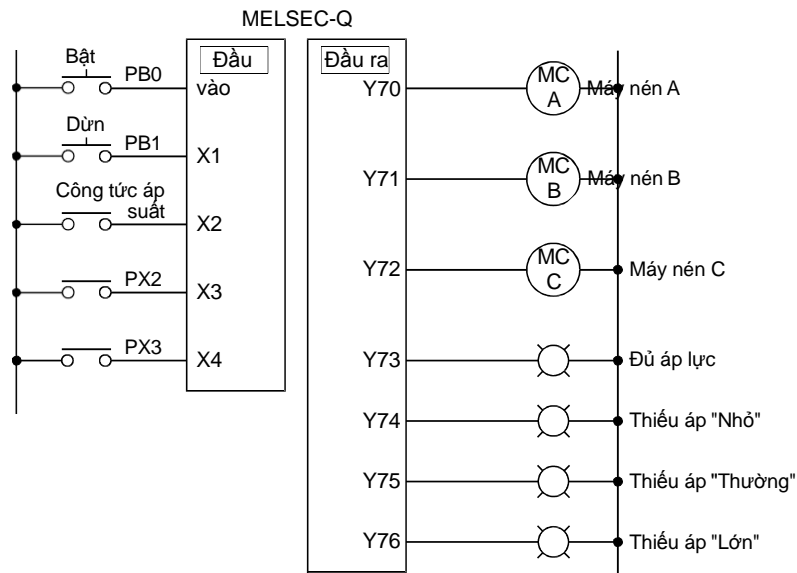 MELSEC-Q
Bật
PB0
Đầu
vào
Dừn
PB1
X1
Công tức áp
suất
X2
PX2
X3
PX3
X4
Đầu ra
Y70
MC
A
Máy nén A
Y71
MC
B
Máy nén B
Y72
MC
C
Máy nén C
Y73
Đủ áp lực
Y74
Thiếu áp "Nhỏ"
Y75
Thiếu áp "Thường"
Y76
Thiếu áp "Lớn"